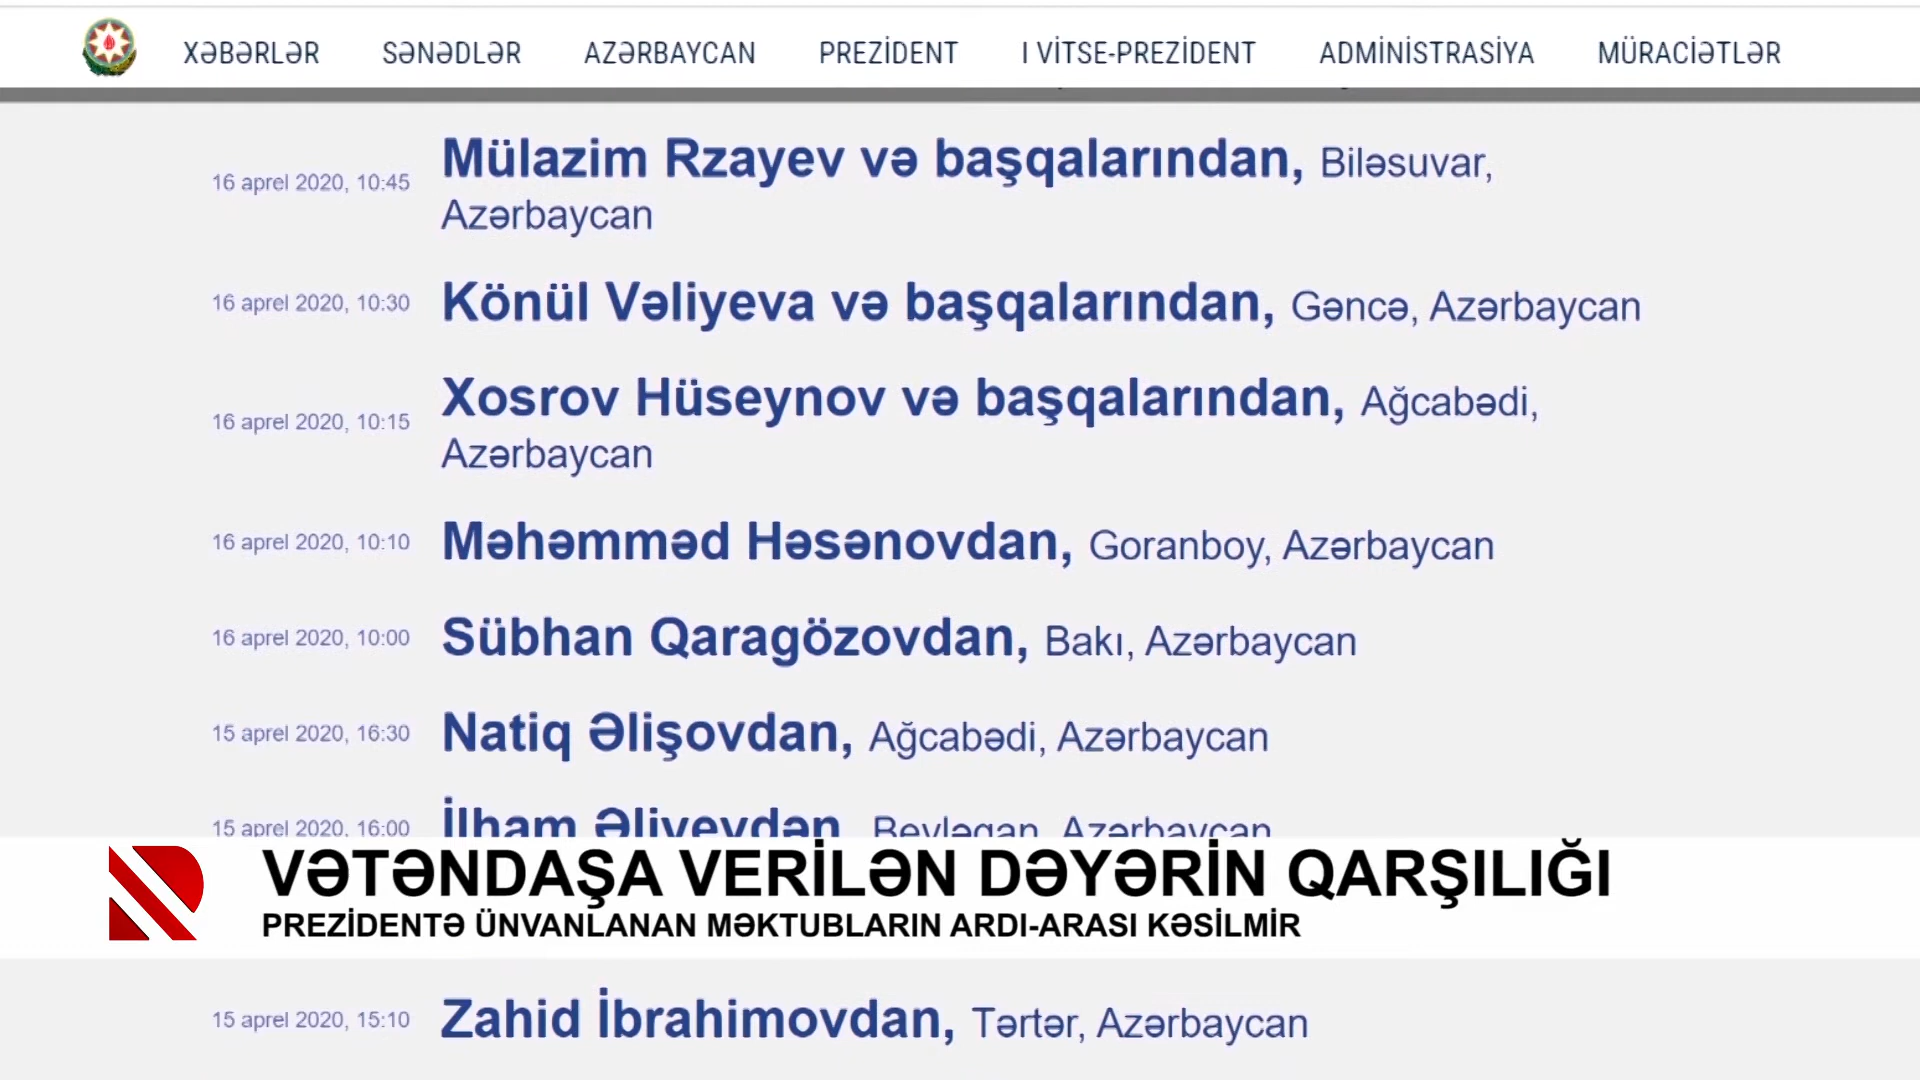 XƏBƏRLƏR SƏNƏDLƏR AZƏRBAYCAN PREZİDENT I VİTSE-PREZİDENT ADMİNİSTRASİYA MÜRACİƏTLƏR
16 aprel 2020, 10:45 Mülazim Rzayev və başqalarından, Biləsuvar,
Azərbaycan
16 aprel 2020, 10:30 Könül Vəliyeva və başqalarından, Gəncə, Azərbaycan
16 aprel 2020, 10:15 Xosrov Hüseynov və başqalarından, Ağcabədi,
Azərbaycan
16 aprel 2020, 10:10 Məhəmməd Həsənovdan, Goranboy, Azərbaycan
16 aprel 2020, 10:00 Sübhan Qaragözovdan, Bakı, Azərbaycan
15 aprel 2020, 16:30 Natiq Əlişovdan, Ağcabədi, Azərbaycan
15 aprel 2020, 16:00 İlham Əliyevdən, Beyləqan, Azərbaycan
VƏTƏNDAŞA VERİLƏN DƏYƏRİN QARŞILIĞI
PREZİDENTƏ ÜNVANLANAN MƏKTUBLARIN ARDI-ARASI KƏSİLMİR
15 aprel 2020, 15:10 Zahid İbrahimovdan, Tərtər, Azərbaycan